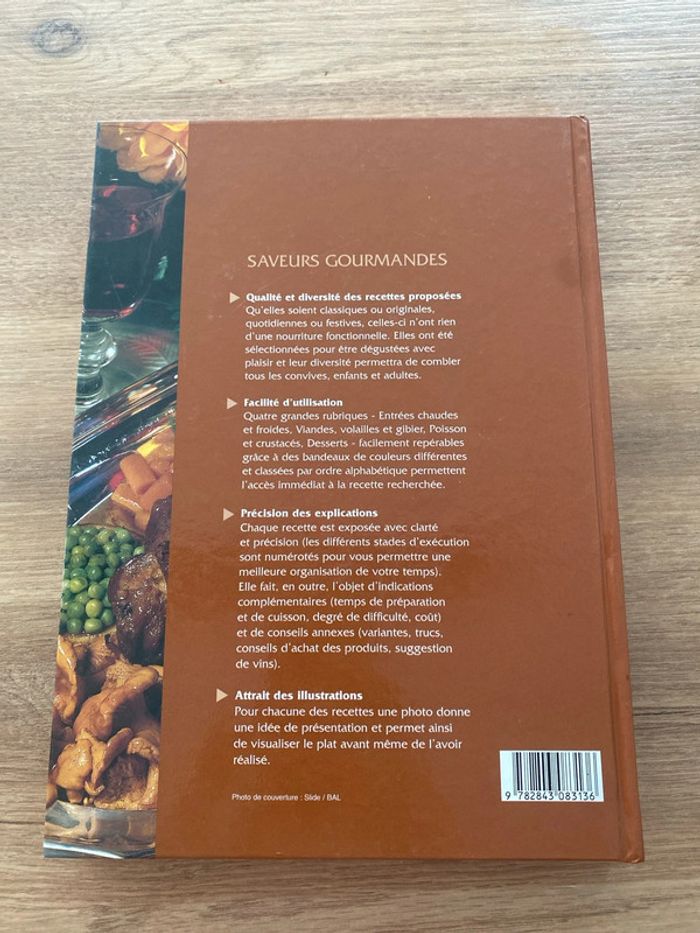 SAVEURS GOURMANDES
Qualité et diversité des recettes proposées
Qu'elles soient classiques ou originales,
quotidiennes ou festives, celles-ci n'ont rien
d'une nourriture fonctionnelle. Elles ont été
sélectionnées pour être dégustées avec
plaisir et leur diversité permettra de combler
tous les convives, enfants et adultes.
Facilité d'utilisation
Quatre grandes rubriques - Entrées chaudes
et froides, Viandes, volailles et gibier, Poisson
et crustacés, Desserts - facilement repérables
grâce à des bandeaux de couleurs différentes
et classées par ordre alphabétique permettent
l'accès immédiat à la recette recherchée.
Précision des explications
Chaque recette est exposée avec clarté
et précision (les différents stades d'exécution
sont numérotés pour vous permettre une
meilleure organisation de votre temps).
Elle fait, en outre, l'objet d'indications
complémentaires (temps de préparation
et de cuisson, degré de difficulté, coût)
et de conseils annexes (variantes, trucs,
conseils d'achat des produits, suggestion
de vins).
Attrait des illustrations
Pour chacune des recettes une photo donne
une idée de présentation et permet ainsi
de visualiser le plat avant même de l'avoir
réalisé.
Photo de couverture : Slide / BAL
9 782843 083136